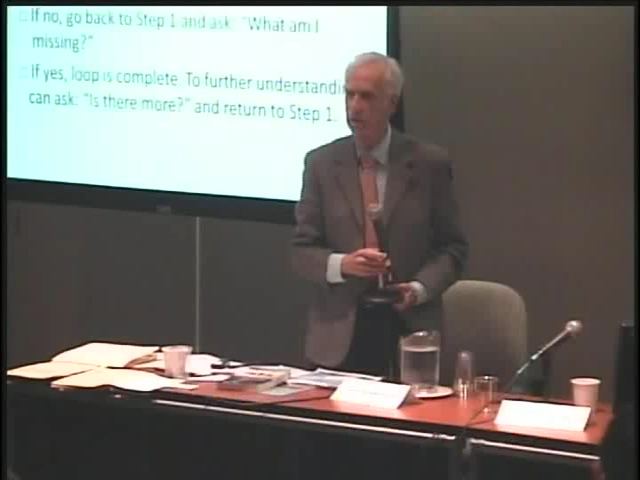 If no, go back to Step 1 and ask: "What am I
missing?"
If yes, loop is complete. To further understandi
can ask: "Is there more?" and return to Step 1.